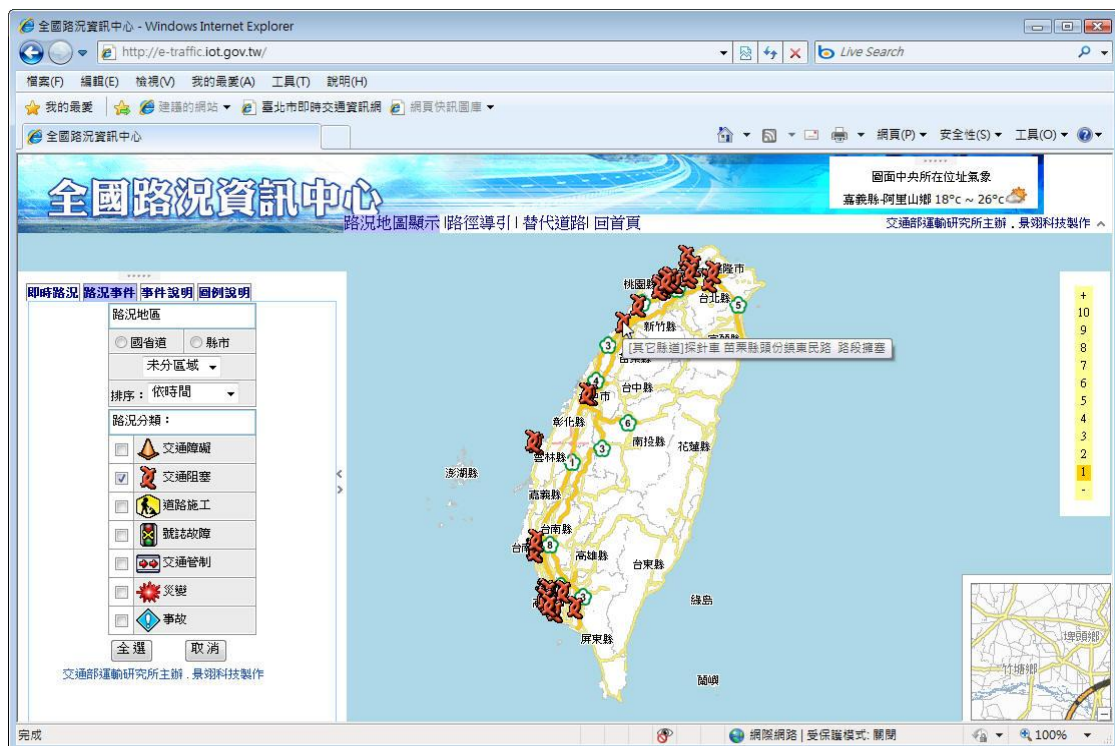 全國路況資訊中心 - Windows Internet Explorer
http://e-traffic.iot.gov.tw/
Live Search
檔案(F) 編輯(E) 檢視(V) 我的最愛(A) 工具(T) 說明(H)
我的最愛 建議的網站 臺北市即時交通資訊網 網頁快訊圖庫
全國路況資訊中心
網頁(P) 安全性(S) 工具(O)
全國路況資訊中心
圖面中央所在位址氣象
嘉義縣-阿里山鄉 18°c ~ 26°c
路況地圖顯示 | 路徑導引 | 替代道路 | 回首頁
交通部運輸研究所主辦 . 景翊科技製作
即時路況 路況事件 事件說明 圖例說明
路況地區
國省道 縣市
未分區域
排序： 依時間
路況分類：
交通障礙
交通阻塞
道路施工
號誌故障
交通管制
災變
事故
全選 取消
交通部運輸研究所主辦 . 景翊科技製作
隆市
桃園縣
台北縣
1
5
新竹縣
3
[其它縣道]探針車 苗栗縣頭份鎮東民路 路段擁塞
4
台中縣
市
彰化縣
6
3
南投縣
花蓮縣
雲林縣
1
澎湖縣
嘉義縣
台南縣
台南
8
高雄縣
台東縣
3
綠島
屏東縣
蘭嶼
+
10
9
8
7
6
5
4
3
2
1
-
埤頭鄉
竹塘鄉
完成
網際網路 | 受保護模式: 關閉
100%